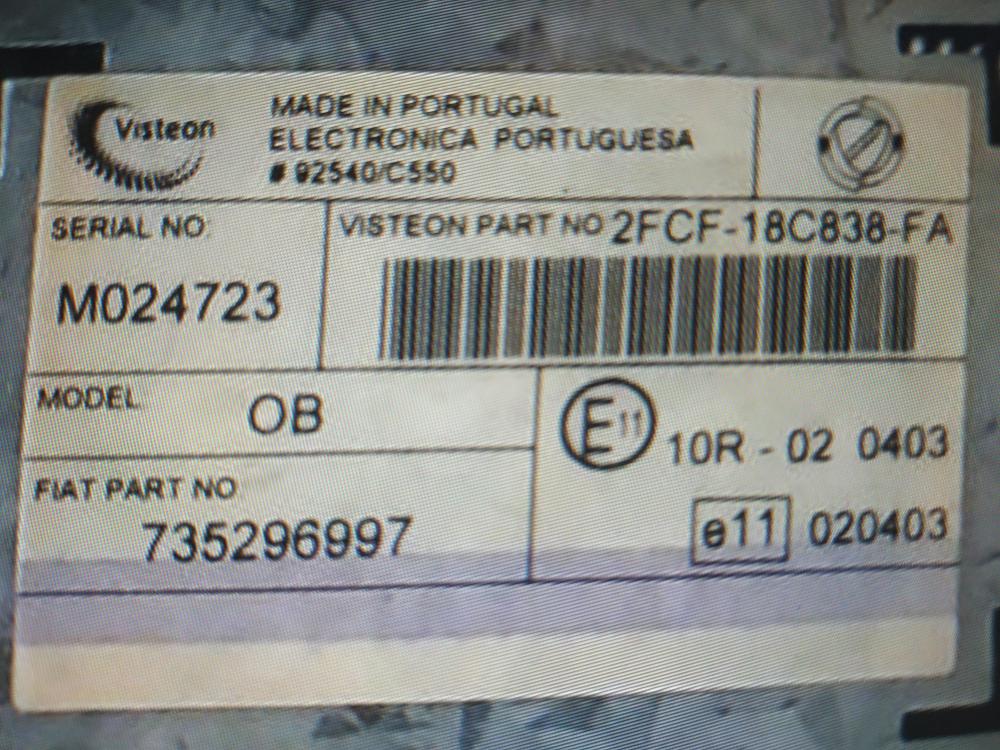 Visteon
MADE IN PORTUGAL
ELECTRONICA PORTUGUESA
# 92540/C550
SERIAL NO:
M024723
VISTEON PART NO 2FCF-18C838-FA
MODEL
OB
FIAT PART NO
735296997
E11 10R - 02 0403
e11 020403